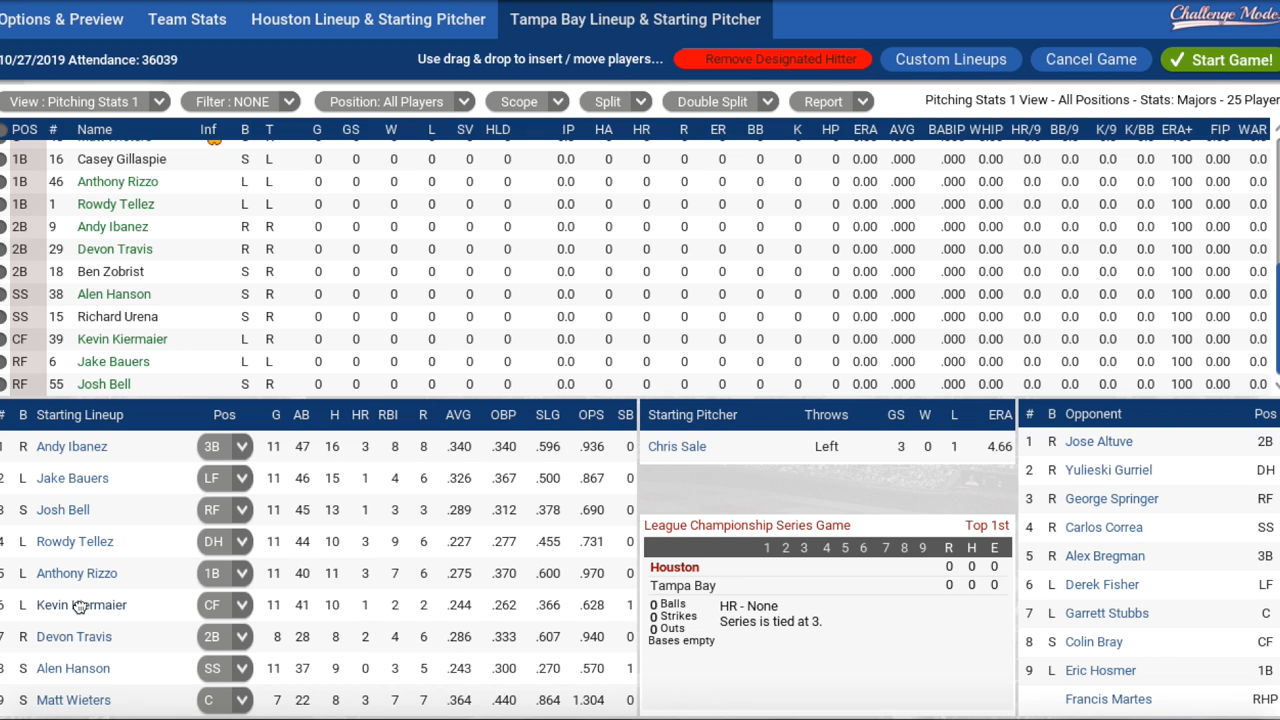 Options & Preview Team Stats Houston Lineup & Starting Pitcher Tampa Bay Lineup & Starting Pitcher Challenge Mode
10/27/2019 Attendance: 36039 Use drag & drop to insert / move players... Remove Designated Hitter Custom Lineups Cancel Game Start Game!
View : Pitching Stats 1 Filter : NONE Position: All Players Scope Split Double Split Report Pitching Stats 1 View - All Positions - Stats: Majors - 25 Player
POS # Name Inf B T G GS W L SV HLD IP HA HR R ER BB K HP ERA AVG BABIP WHIP HR/9 BB/9 K/9 K/BB ERA+ FIP WAR
1B 16 Casey Gillaspie S L 0 0 0 0 0 0 0.0 0 0 0 0 0 0 0 0.00 .000 .000 0.00 0.00 0.00 0.0 0.0 100 0.00 0.0
1B 46 Anthony Rizzo L L 0 0 0 0 0 0 0.0 0 0 0 0 0 0 0 0.00 .000 .000 0.00 0.00 0.00 0.0 0.0 100 0.00 0.0
1B 1 Rowdy Tellez L L 0 0 0 0 0 0 0.0 0 0 0 0 0 0 0 0.00 .000 .000 0.00 0.00 0.00 0.0 0.0 100 0.00 0.0
2B 9 Andy Ibanez R R 0 0 0 0 0 0 0.0 0 0 0 0 0 0 0 0.00 .000 .000 0.00 0.00 0.00 0.0 0.0 100 0.00 0.0
2B 29 Devon Travis R R 0 0 0 0 0 0 0.0 0 0 0 0 0 0 0 0.00 .000 .000 0.00 0.00 0.00 0.0 0.0 100 0.00 0.0
2B 18 Ben Zobrist S R 0 0 0 0 0 0 0.0 0 0 0 0 0 0 0 0.00 .000 .000 0.00 0.00 0.00 0.0 0.0 100 0.00 0.0
SS 38 Alen Hanson S R 0 0 0 0 0 0 0.0 0 0 0 0 0 0 0 0.00 .000 .000 0.00 0.00 0.00 0.0 0.0 100 0.00 0.0
SS 15 Richard Urena S R 0 0 0 0 0 0 0.0 0 0 0 0 0 0 0 0.00 .000 .000 0.00 0.00 0.00 0.0 0.0 100 0.00 0.0
CF 39 Kevin Kiermaier L R 0 0 0 0 0 0 0.0 0 0 0 0 0 0 0 0.00 .000 .000 0.00 0.00 0.00 0.0 0.0 100 0.00 0.0
RF 6 Jake Bauers L L 0 0 0 0 0 0 0.0 0 0 0 0 0 0 0 0.00 .000 .000 0.00 0.00 0.00 0.0 0.0 100 0.00 0.0
RF 55 Josh Bell S R 0 0 0 0 0 0 0.0 0 0 0 0 0 0 0 0.00 .000 .000 0.00 0.00 0.00 0.0 0.0 100 0.00 0.0
# B Starting Lineup Pos G AB H HR RBI R AVG OBP SLG OPS SB
1 R Andy Ibanez 3B 11 47 16 3 8 8 .340 .340 .596 .936 0
2 L Jake Bauers LF 11 46 15 1 4 6 .326 .367 .500 .867 0
3 S Josh Bell RF 11 45 13 1 3 3 .289 .312 .378 .690 0
4 L Rowdy Tellez DH 11 44 10 3 9 6 .227 .277 .455 .731 0
5 L Anthony Rizzo 1B 11 40 11 3 7 6 .275 .370 .600 .970 0
6 L Kevin Kiermaier CF 11 41 10 1 2 2 .244 .262 .366 .628 1
7 R Devon Travis 2B 8 28 8 2 4 6 .286 .333 .607 .940 0
8 S Alen Hanson SS 11 37 9 0 3 5 .243 .300 .270 .570 1
9 S Matt Wieters C 7 22 8 3 7 7 .364 .440 .864 1.304 0
Starting Pitcher Throws GS W L ERA
Chris Sale Left 3 0 1 4.66
League Championship Series Game Top 1st
1 2 3 4 5 6 7 8 9 R H E
Houston 0 0 0
Tampa Bay 0 0 0
0 Balls
0 Strikes
0 Outs
Bases empty
HR - None
Series is tied at 3.
# B Opponent Pos
1 R Jose Altuve 2B
2 R Yulieski Gurriel DH
3 R George Springer RF
4 R Carlos Correa SS
5 R Alex Bregman 3B
6 L Derek Fisher LF
7 L Garrett Stubbs C
8 S Colin Bray CF
9 L Eric Hosmer 1B
Francis Martes RHP